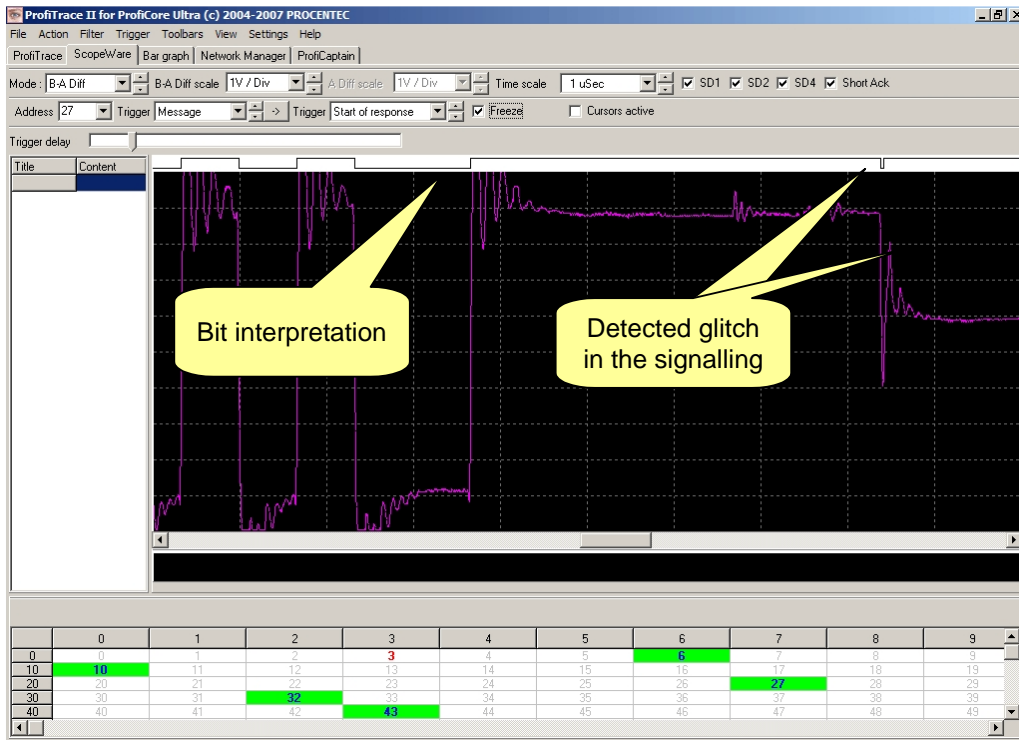 ProfiTrace II for ProfiCore Ultra (c) 2004-2007 PROCENTEC
File Action Filter Trigger Toolbars View Settings Help
ProfiTrace ScopeWare Bar graph Network Manager ProfiCaptain
Mode : B-A Diff B-A Diff scale 1V / Div A Diff scale 1V / Div Time scale 1 uSec SD1 SD2 SD4 Short Ack
Address 27 Trigger Message -> Trigger Start of response Freeze Cursors active
Trigger delay
Title Content
Bit interpretation
Detected glitch
in the signalling
0 1 2 3 4 5 6 7 8 9
0 0 1 2 3 4 5 6 7 8 9
10 10 11 12 13 14 15 16 17 18 19
20 20 21 22 23 24 25 26 27 28 29
30 30 31 32 33 34 35 36 37 38 39
40 40 41 42 43 44 45 46 47 48 49